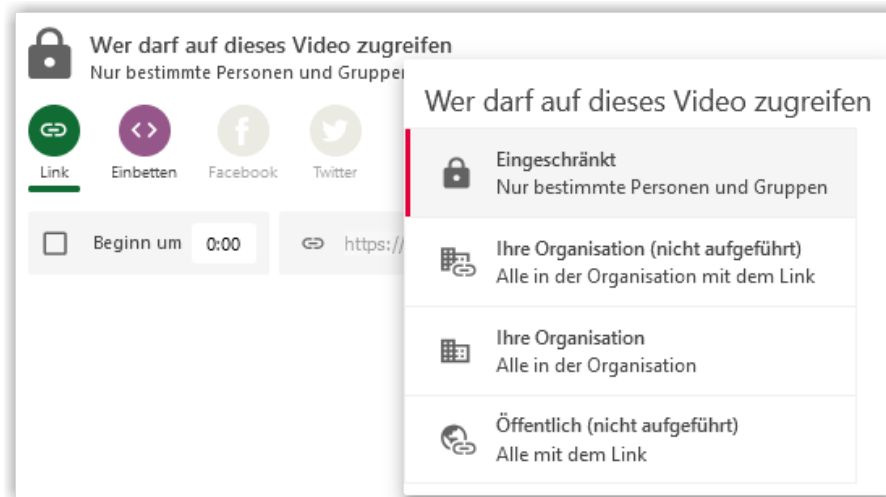 Wer darf auf dieses Video zugreifen
Nur bestimmte Personen und Gruppen
Link
Einbetten
Facebook
Twitter
Beginn um 0:00
https://
Wer darf auf dieses Video zugreifen
Eingeschränkt
Nur bestimmte Personen und Gruppen
Ihre Organisation (nicht aufgeführt)
Alle in der Organisation mit dem Link
Ihre Organisation
Alle in der Organisation
Öffentlich (nicht aufgeführt)
Alle mit dem Link